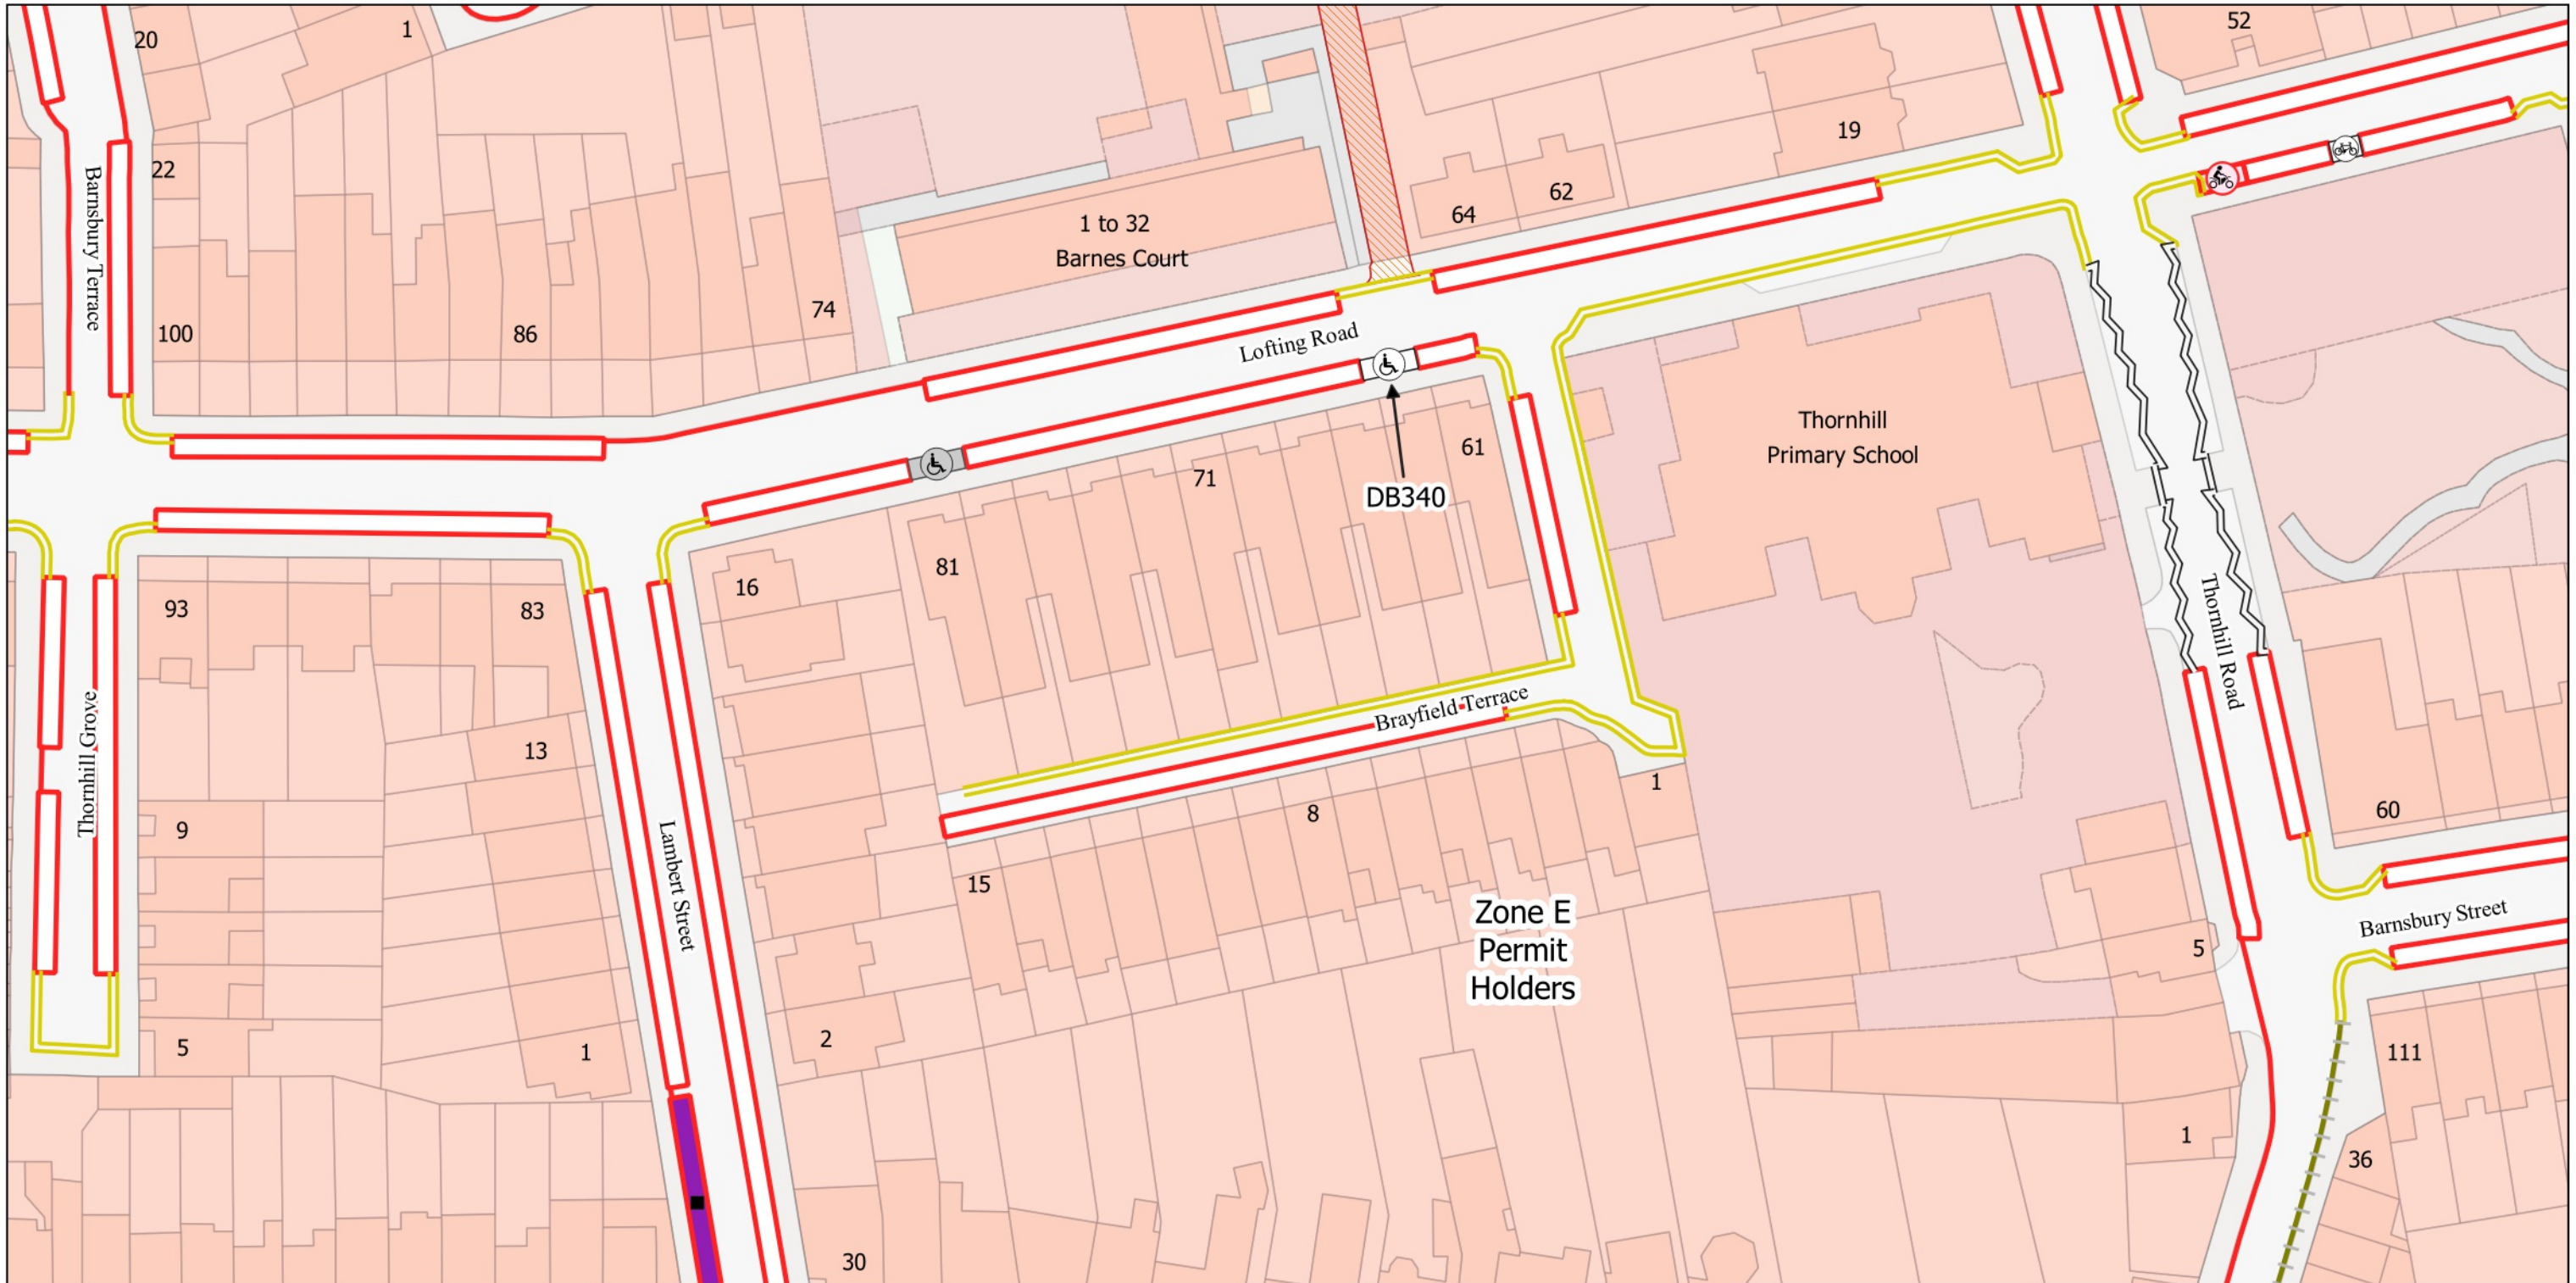 20
1
52
22
19
Barnsbury Terrace
62
64
1 to 32
Barnes Court
74
100
86
Lofting Road
Thornhill
Primary School
61
71
DB340
81
16
93
83
Thornhill Road
Thornhill Grove
Brayfield Terrace
13
1
8
60
9
Lambert Street
15
Zone E
Permit
Holders
Barnsbury Street
5
2
5
1
111
1
36
30